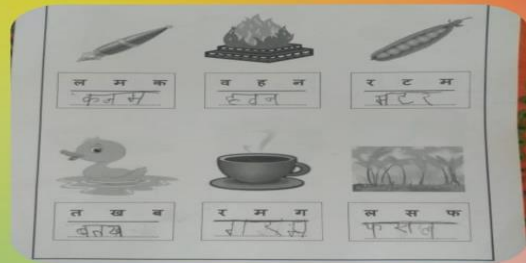 ल म क व ह न र ट म
कलम हवन मटर
त ख ब र म ग ल स फ
बतख गरम फसल